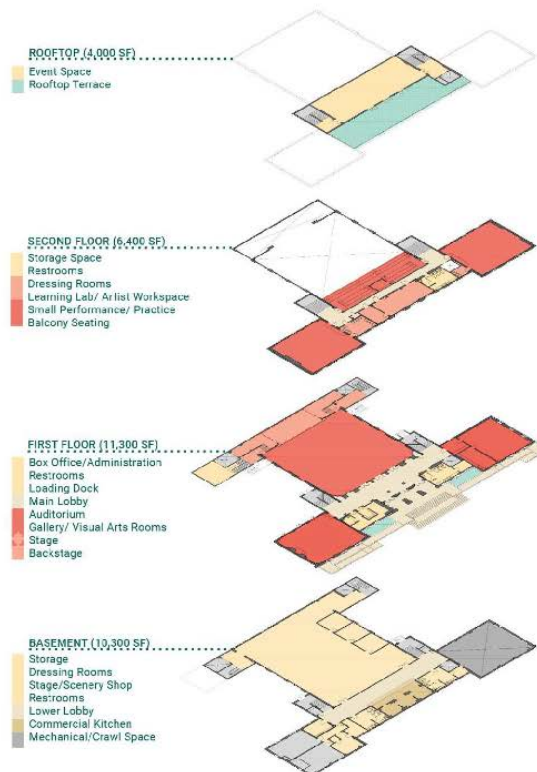 ROOFTOP (4,000 SF)
Event Space
Rooftop Terrace
SECOND FLOOR (6,400 SF)
Storage Space
Restrooms
Dressing Rooms
Learning Lab/ Artist Workspace
Small Performance/ Practice
Balcony Seating
FIRST FLOOR (11,300 SF)
Box Office/Administration
Restrooms
Loading Dock
Main Lobby
Auditorium
Gallery/ Visual Arts Rooms
Stage
Backstage
BASEMENT (10,300 SF)
Storage
Dressing Rooms
Stage/Scenery Shop
Restrooms
Lower Lobby
Commercial Kitchen
Mechanical/Crawl Space